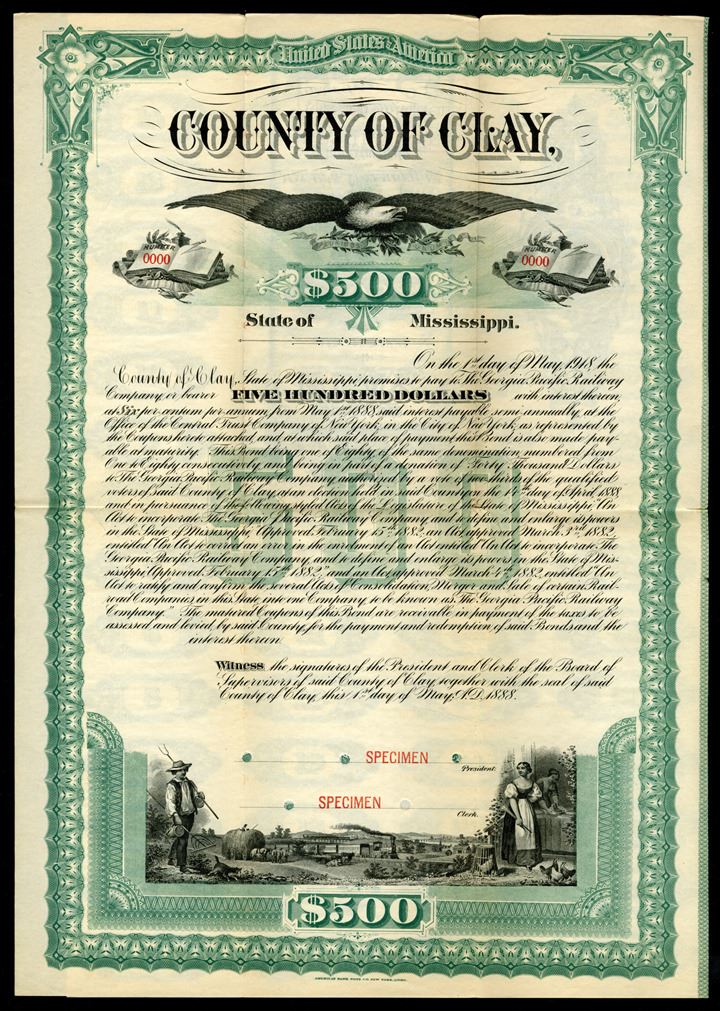 United States of America
COUNTY OF CLAY,
NUMBER
0000
NUMBER
0000
$500
State of Mississippi.
On the 1st day of May, 1918, the
County of Clay, State of Mississippi promises to pay to The Georgia Pacific Railway
Company, or bearer FIVE HUNDRED DOLLARS with interest thereon,
at Six per centum per annum, from May 1st 1888, said interest payable semi-annually, at the
Office of the Central Trust Company of New York, in the City of New York, as represented by
the Coupons hereto attached, and at which said place of payment this Bond is also made pay-
able at maturity. This Bond being one of Eighty, of the same denomination numbered from
One to Eighty consecutively, and being a part of a donation of Forty Thousand Dollars
to The Georgia Pacific Railway Company, authorized by a vote of two thirds of the qualified
voters of said County of Clay, at an election held in said County, the day of April 1888
and in pursuance of the following stated Acts of the Legislature of the State of Mississippi "An
Act to incorporate The Georgia Pacific Railway Company, and to define and enlarge its powers
in the State of Mississippi," Approved February 1882, an Act approved March 3rd 1882,
entitled "An Act to correct an error in the enrolment of an Act entitled An Act to incorporate The
Georgia Pacific Railway Company, and to define and enlarge its powers in the State of Mis-
sissippi, Approved, February 1882," and Act approved March 1882, entitled "An
Act to ratify and confirm the several Acts of Consolidation, Merger and Sale of certain Rail-
road Companies, in this State, into one Company to be known as The Georgia Pacific Railway
Company." The matured Coupons of this Bond are receivable in payment of the taxes to be
assessed and levied by said County, for the payment and redemption of said Bonds and the
interest thereon.
500
Witness, the signatures of the President and Clerk of the Board of
Supervisors of said County of Clay, together with the seal of said
County of Clay, this 1st day of May, A.D. 1888.
SPECIMEN
President.
SPECIMEN
Clerk.
$500
AMERICAN BANK NOTE CO. NEW YORK.